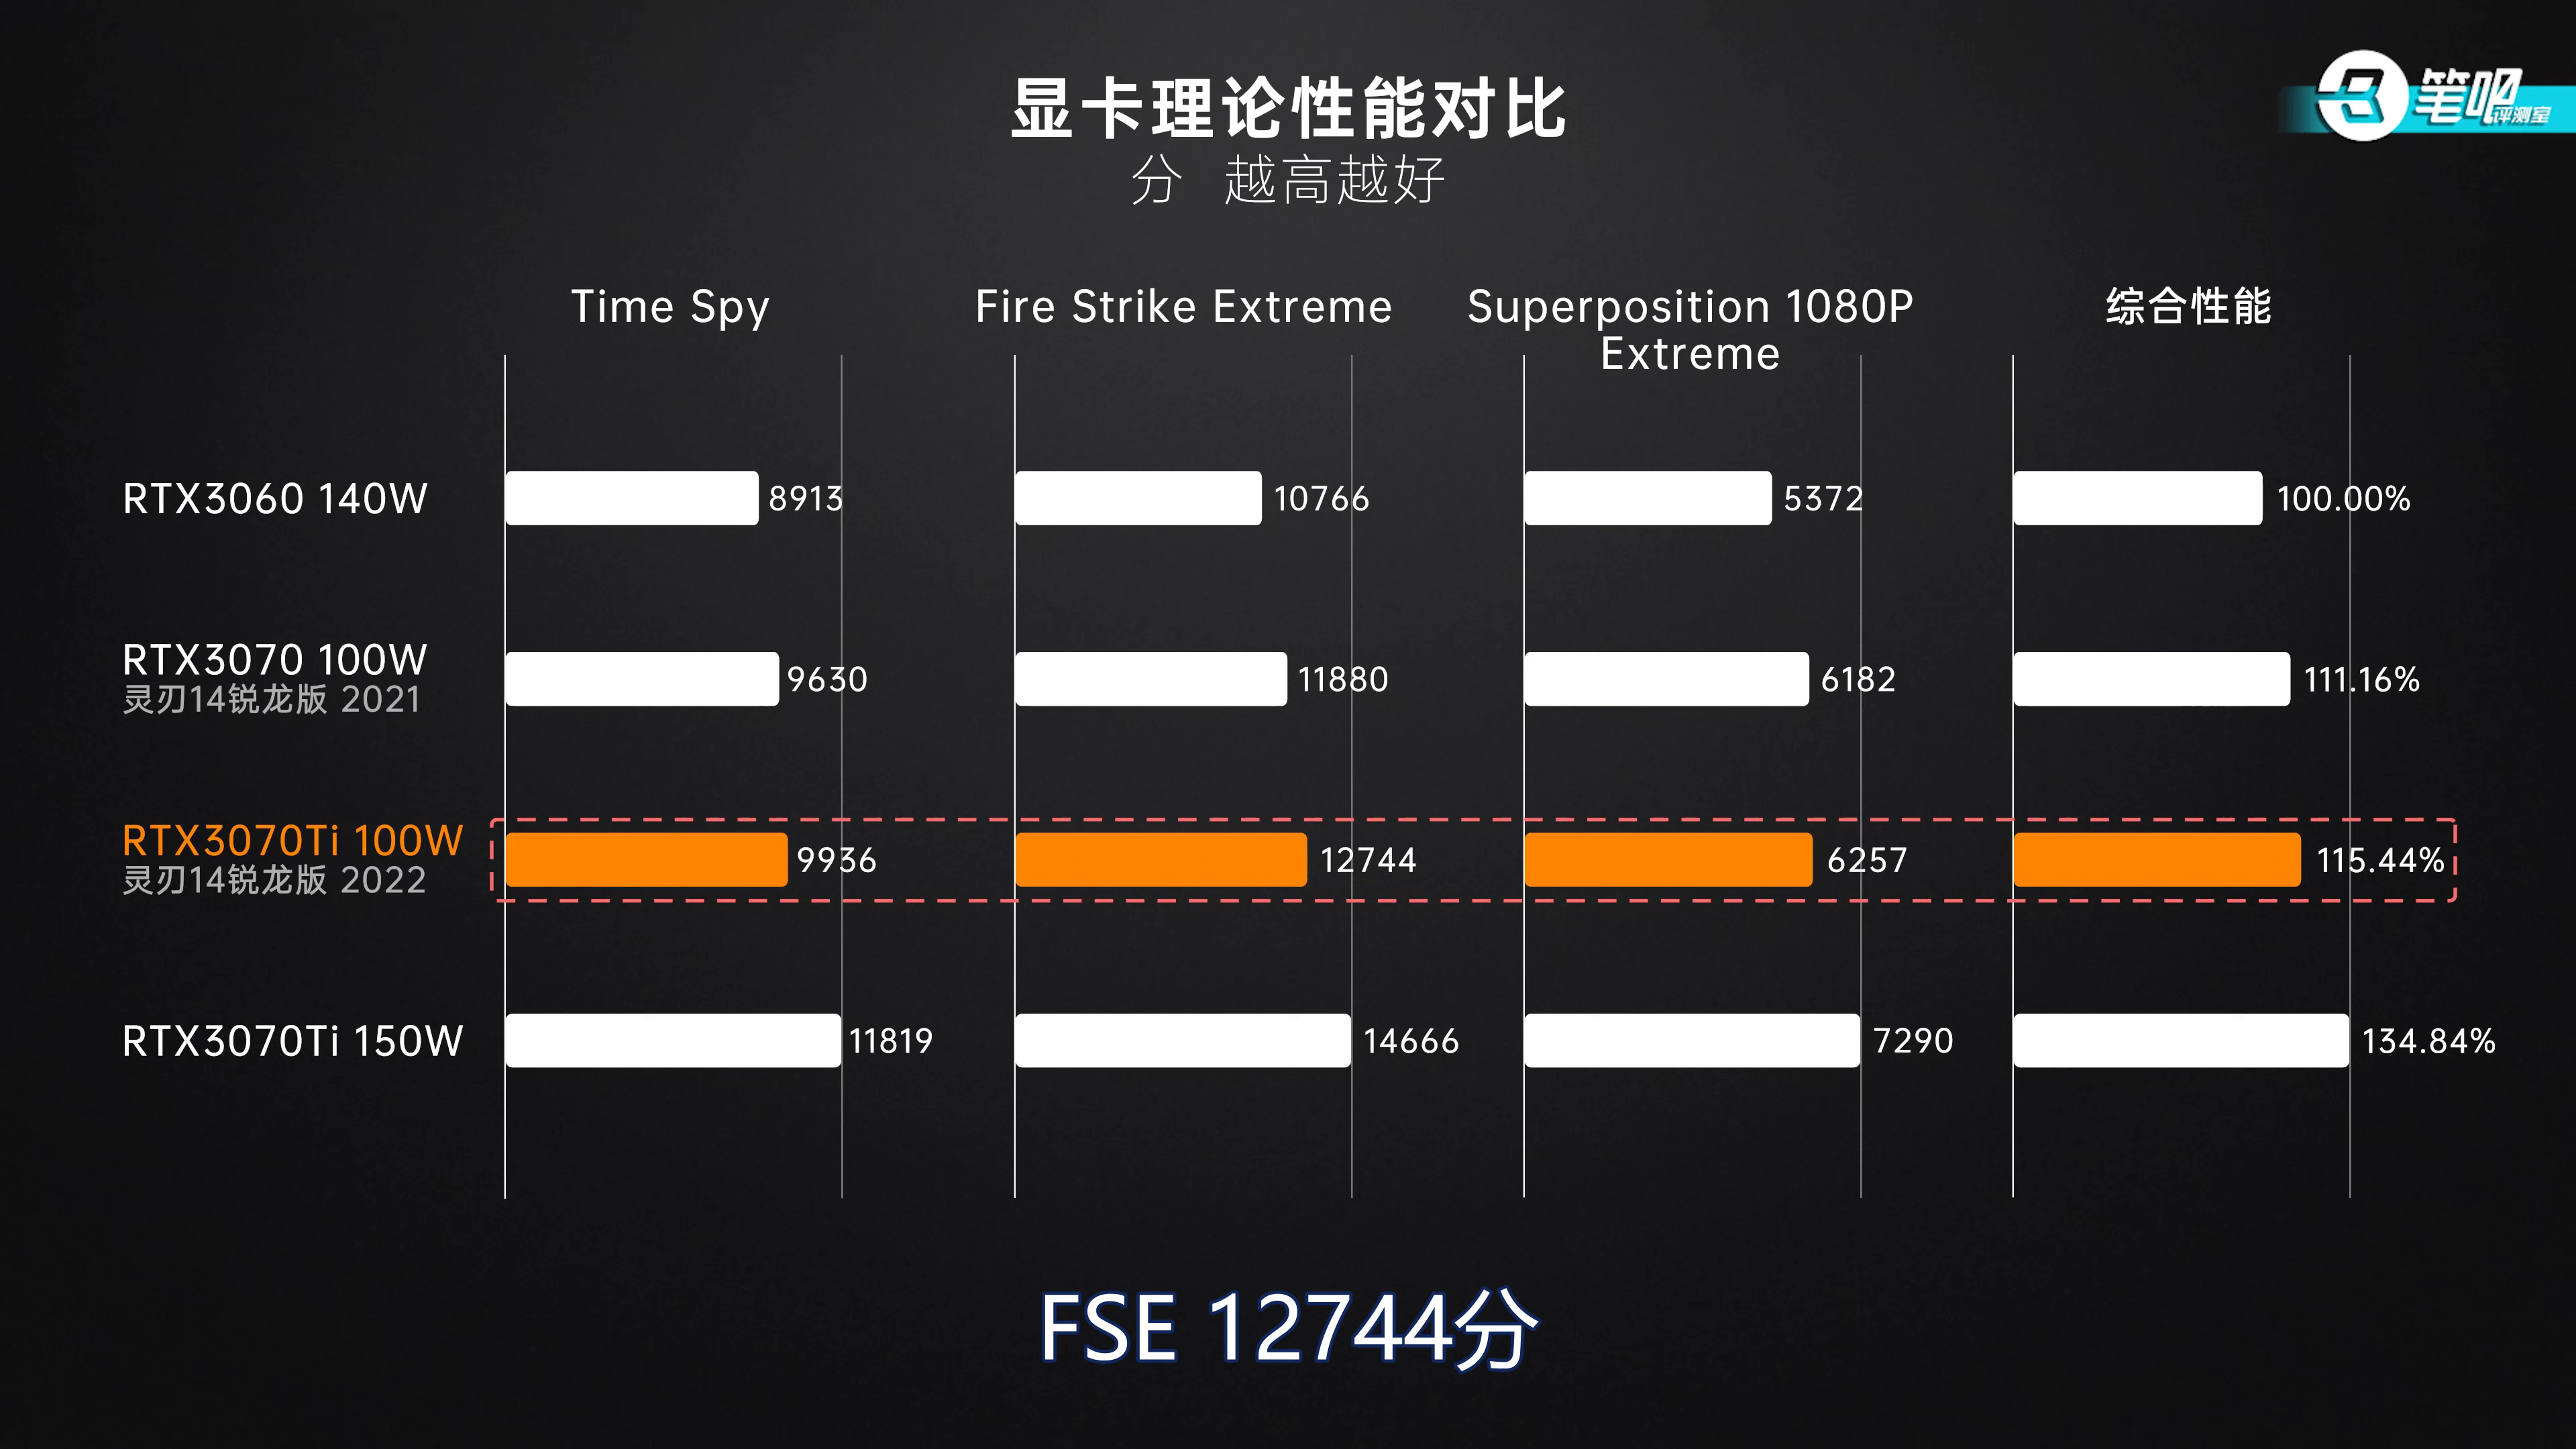 显卡理论性能对比
分 越高越好
笔吧评测室
Time Spy
Fire Strike Extreme
Superposition 1080P
Extreme
综合性能
RTX3060 140W
8913
10766
5372
100.00%
RTX3070 100W
灵刃14锐龙版 2021
9630
11880
6182
111.16%
RTX3070Ti 100W
灵刃14锐龙版 2022
9936
12744
6257
115.44%
RTX3070Ti 150W
11819
14666
7290
134.84%
FSE 12744分